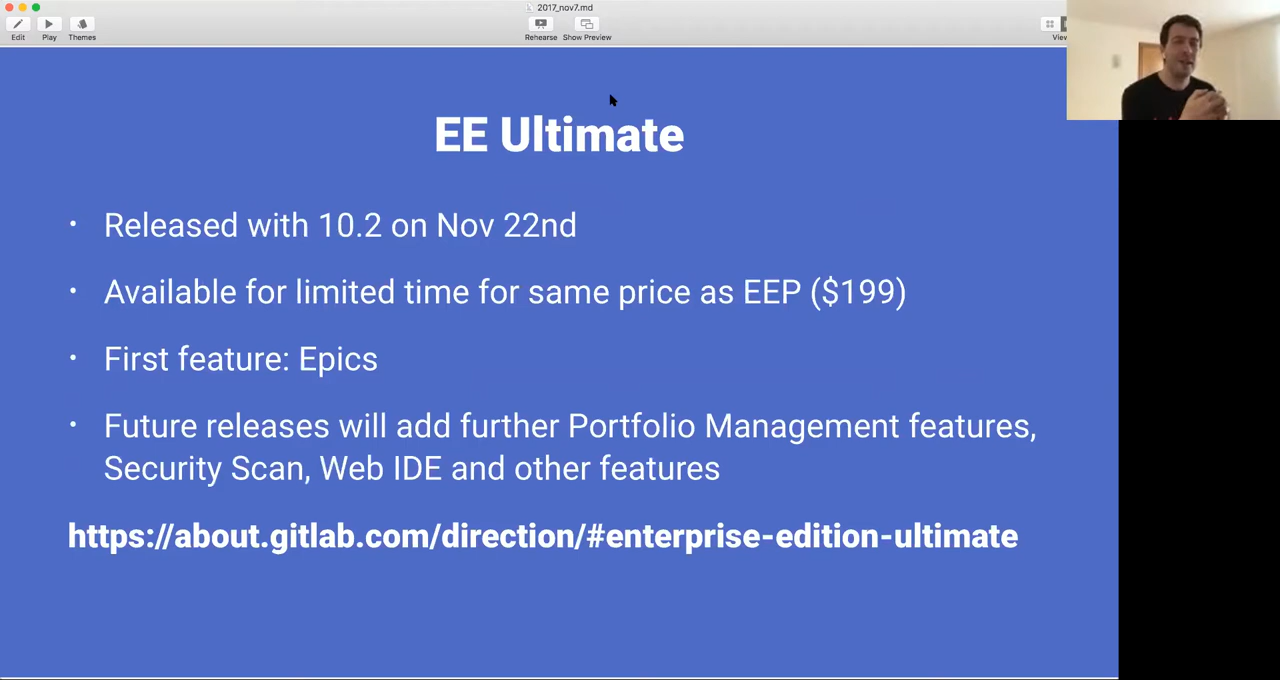 2017_nov7.md
Edit Play Themes Rehearse Show Preview
EE Ultimate
• Released with 10.2 on Nov 22nd
• Available for limited time for same price as EEP ($199)
• First feature: Epics
• Future releases will add further Portfolio Management features,
Security Scan, Web IDE and other features
https://about.gitlab.com/direction/#enterprise-edition-ultimate